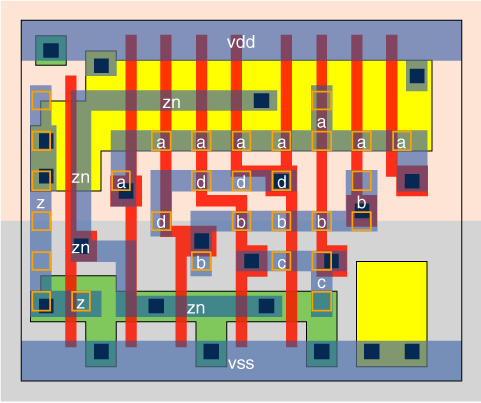 vdd
zn
a
a a a a a a a
zn a d d d
z b
d b b b
zn b c
c
z zn
vss